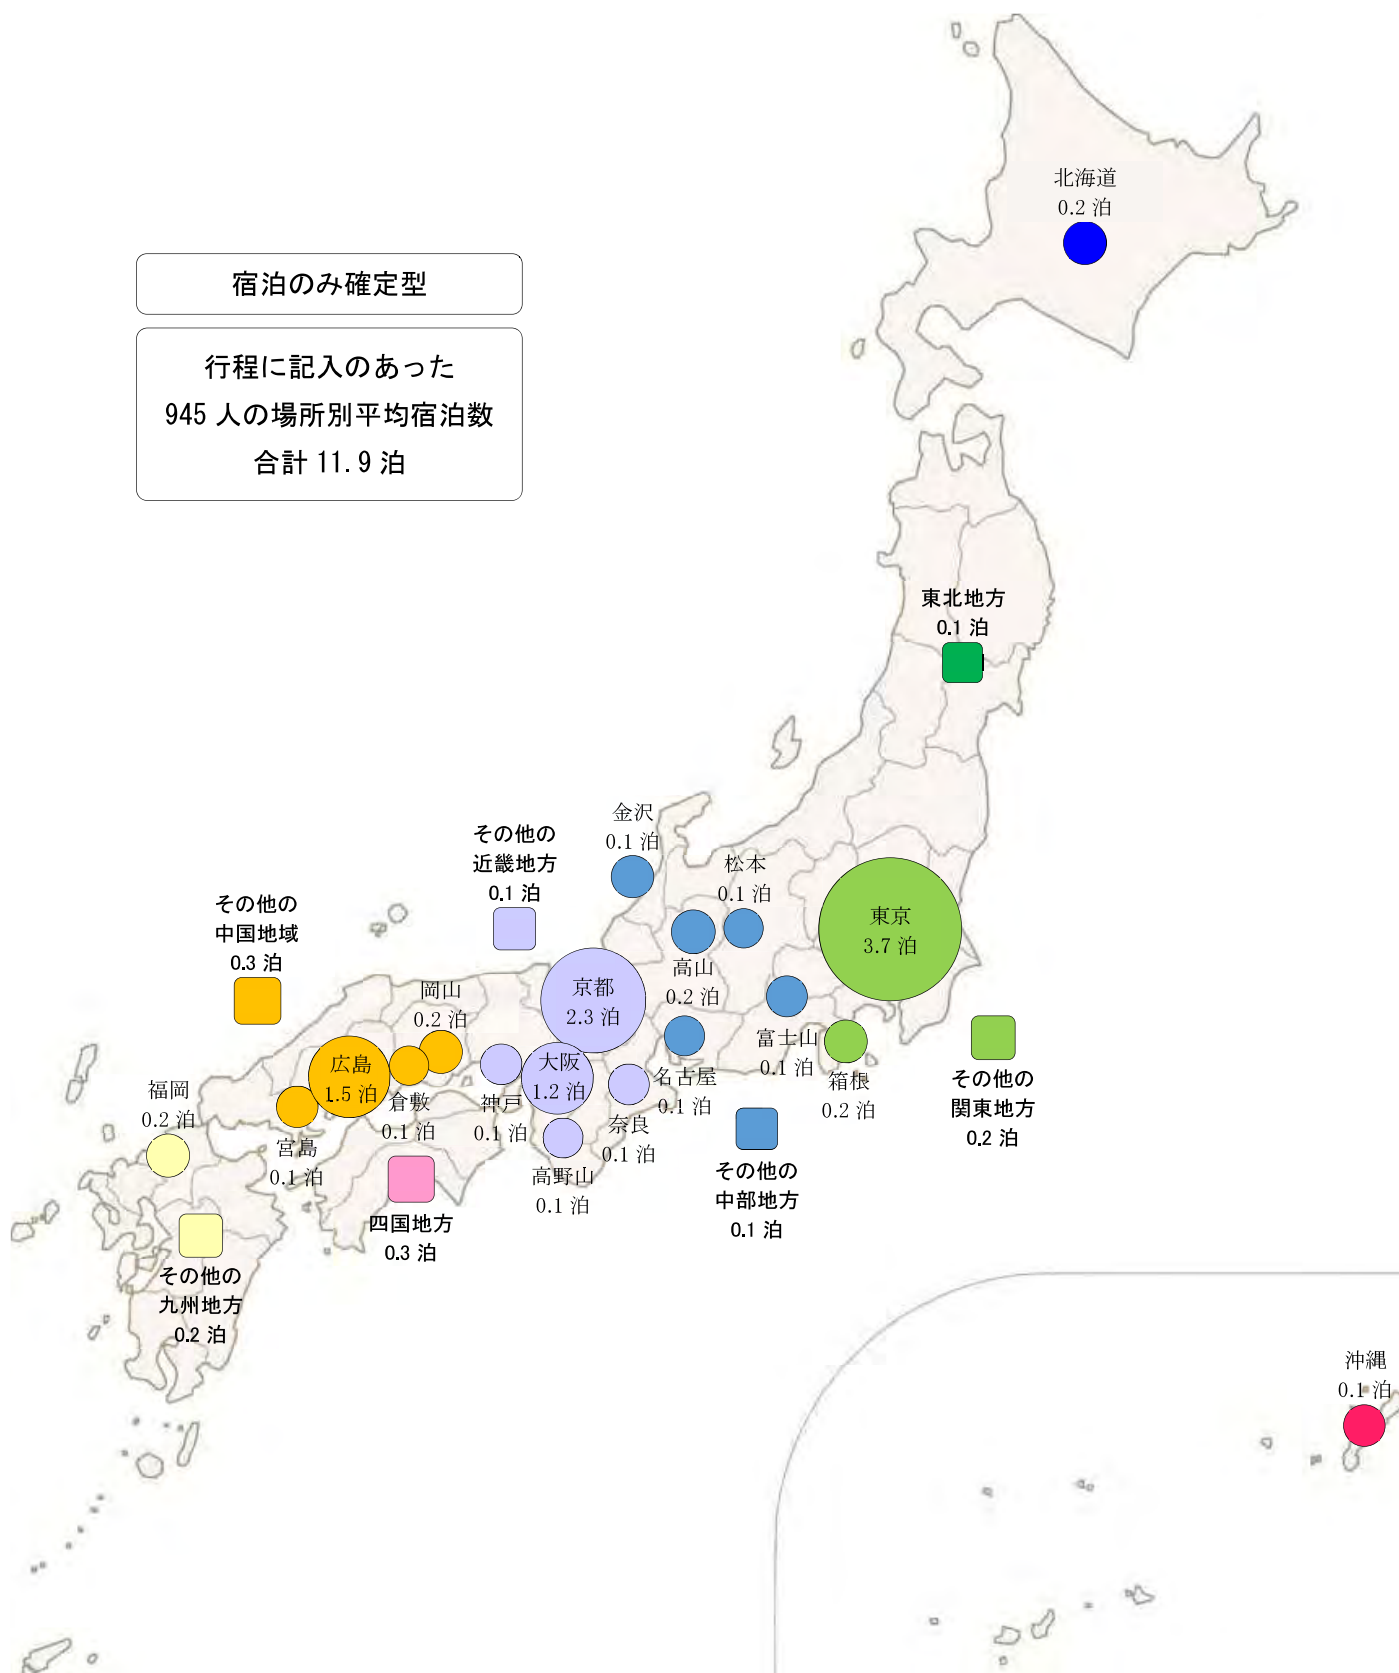 北海道
0.2 泊
宿泊のみ確定型
行程に記入のあった
945 人の場所別平均宿泊数
合計 11.9 泊
東北地方
0.1 泊
金沢
0.1 泊
その他の
近畿地方
0.1 泊
松本
0.1 泊
その他の
中国地域
0.3 泊
東京
3.7 泊
高山
0.2 泊
京都
2.3 泊
岡山
0.2 泊
富士山
0.1 泊
広島
1.5 泊
大阪
1.2 泊
名古屋
0.1 泊
箱根
0.2 泊
その他の
関東地方
0.2 泊
福岡
0.2 泊
倉敷
0.1 泊
神戸
0.1 泊
奈良
0.1 泊
宮島
0.1 泊
高野山
0.1 泊
その他の
中部地方
0.1 泊
四国地方
0.3 泊
その他の
九州地方
0.2 泊
沖縄
0.1 泊